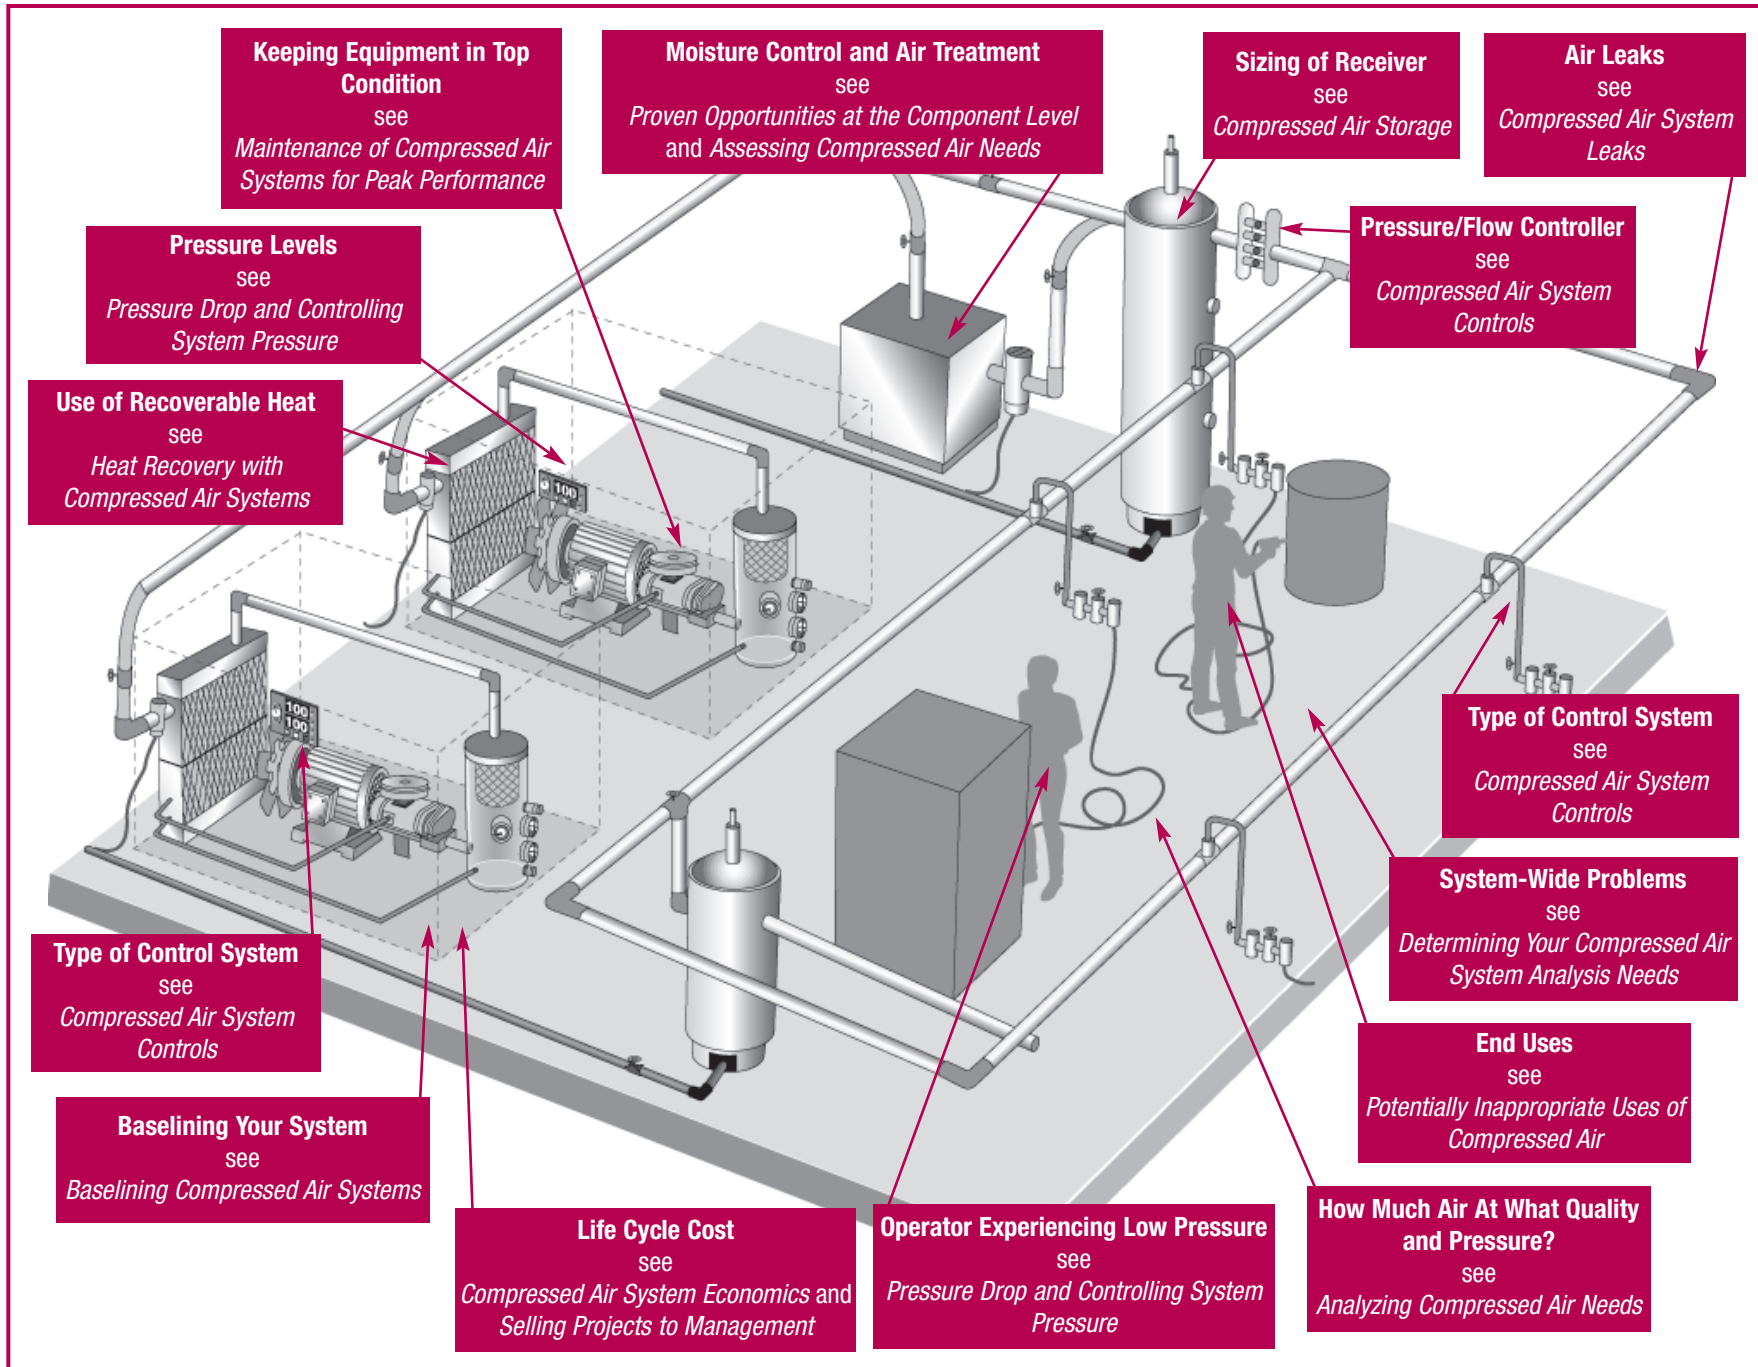 Keeping Equipment in Top
Condition
see
Maintenance of Compressed Air
Systems for Peak Performance
Moisture Control and Air Treatment
see
Proven Opportunities at the Component Level
and Assessing Compressed Air Needs
Sizing of Receiver
see
Compressed Air Storage
Air Leaks
see
Compressed Air System
Leaks
Pressure Levels
see
Pressure Drop and Controlling
System Pressure
Pressure/Flow Controller
see
Compressed Air System
Controls
Use of Recoverable Heat
see
Heat Recovery with
Compressed Air Systems
100
100
100
Type of Control System
see
Compressed Air System
Controls
System-Wide Problems
see
Determining Your Compressed Air
System Analysis Needs
Type of Control System
see
Compressed Air System
Controls
End Uses
see
Potentially Inappropriate Uses of
Compressed Air
Baselining Your System
see
Baselining Compressed Air Systems
Life Cycle Cost
see
Compressed Air System Economics and
Selling Projects to Management
Operator Experiencing Low Pressure
see
Pressure Drop and Controlling System
Pressure
How Much Air At What Quality
and Pressure?
see
Analyzing Compressed Air Needs